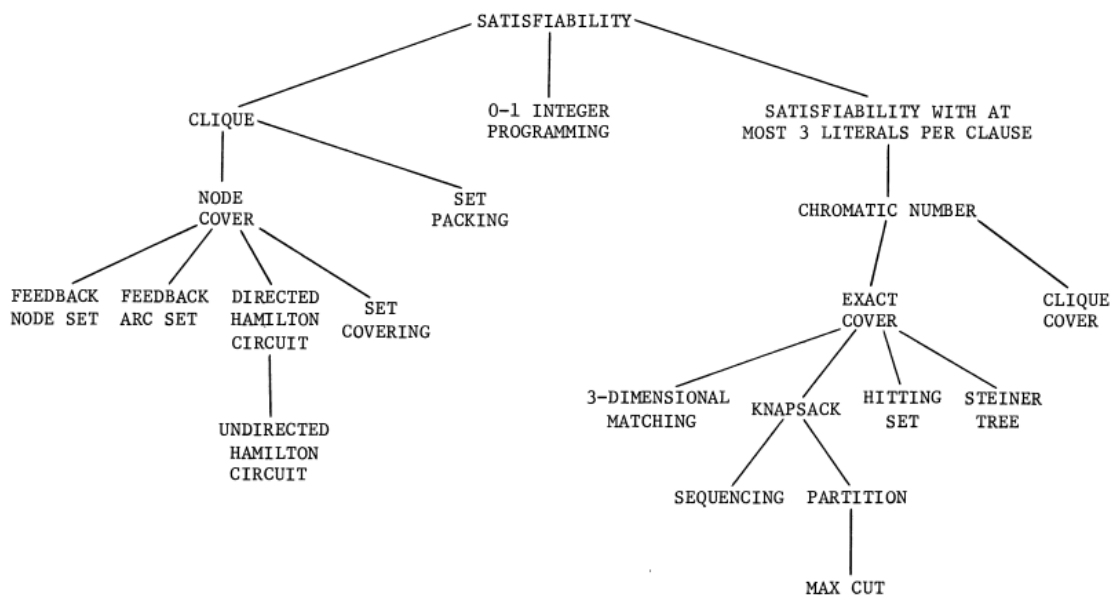 SATISFIABILITY
CLIQUE
0-1 INTEGER
PROGRAMMING
SATISFIABILITY WITH AT
MOST 3 LITERALS PER CLAUSE
NODE
COVER
SET
PACKING
CHROMATIC NUMBER
FEEDBACK
NODE SET
FEEDBACK
ARC SET
DIRECTED
HAMILTON
CIRCUIT
SET
COVERING
EXACT
COVER
CLIQUE
COVER
3-DIMENSIONAL
MATCHING
KNAPSACK
HITTING
SET
STEINER
TREE
UNDIRECTED
HAMILTON
CIRCUIT
SEQUENCING
PARTITION
MAX CUT